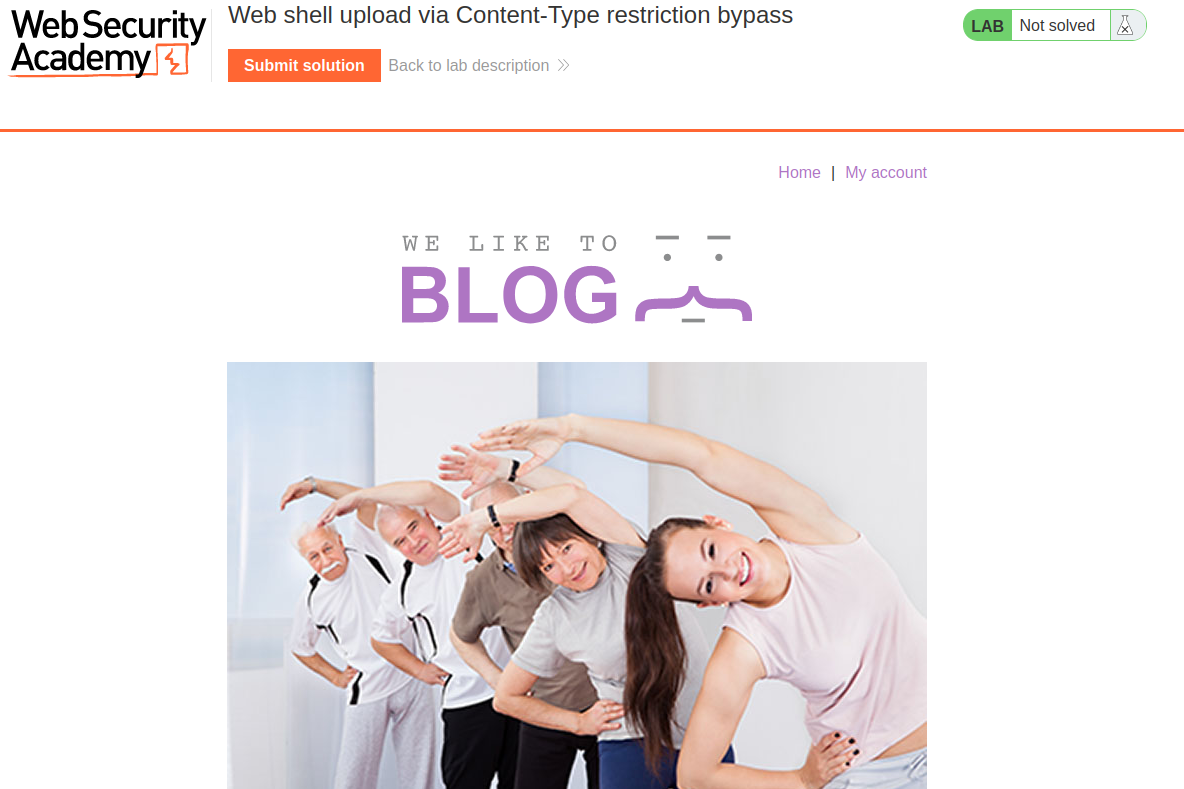 Web Security
Academy
Web shell upload via Content-Type restriction bypass
Submit solution
Back to lab description
LAB
Not solved
Home | My account
WE LIKE TO
BLOG